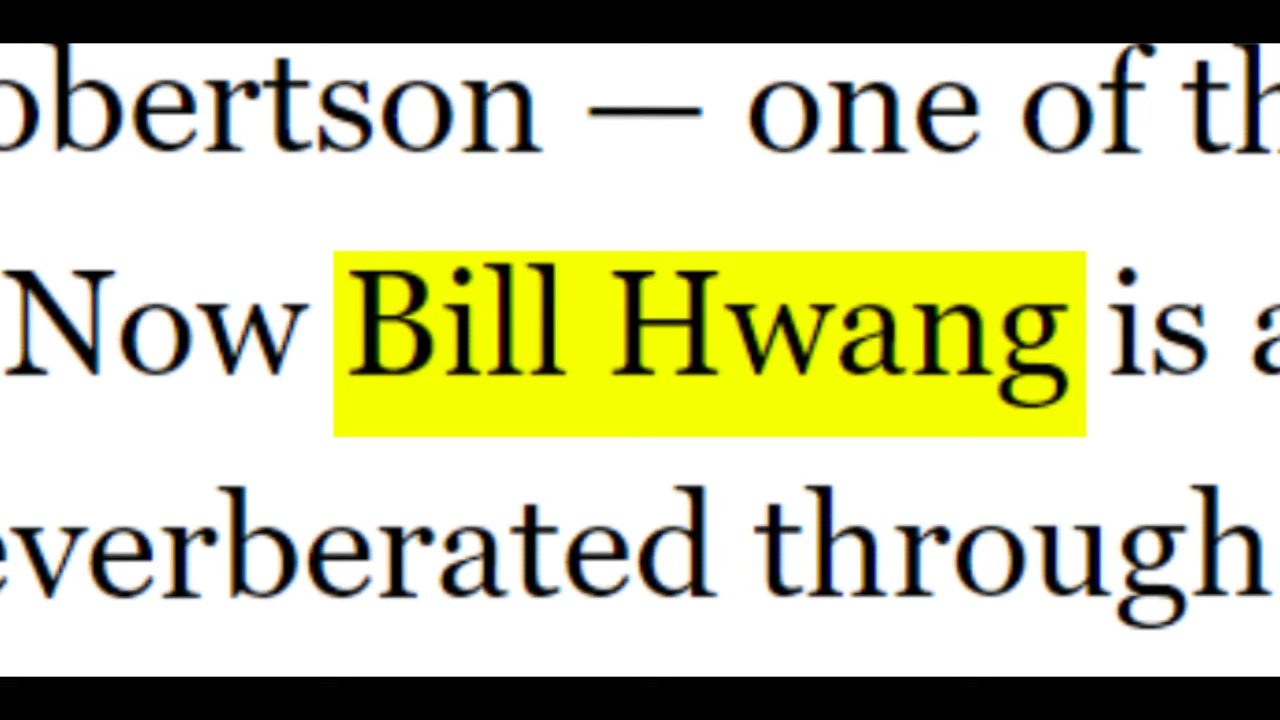 obertson — one of th
Now Bill Hwang is a
everberated through